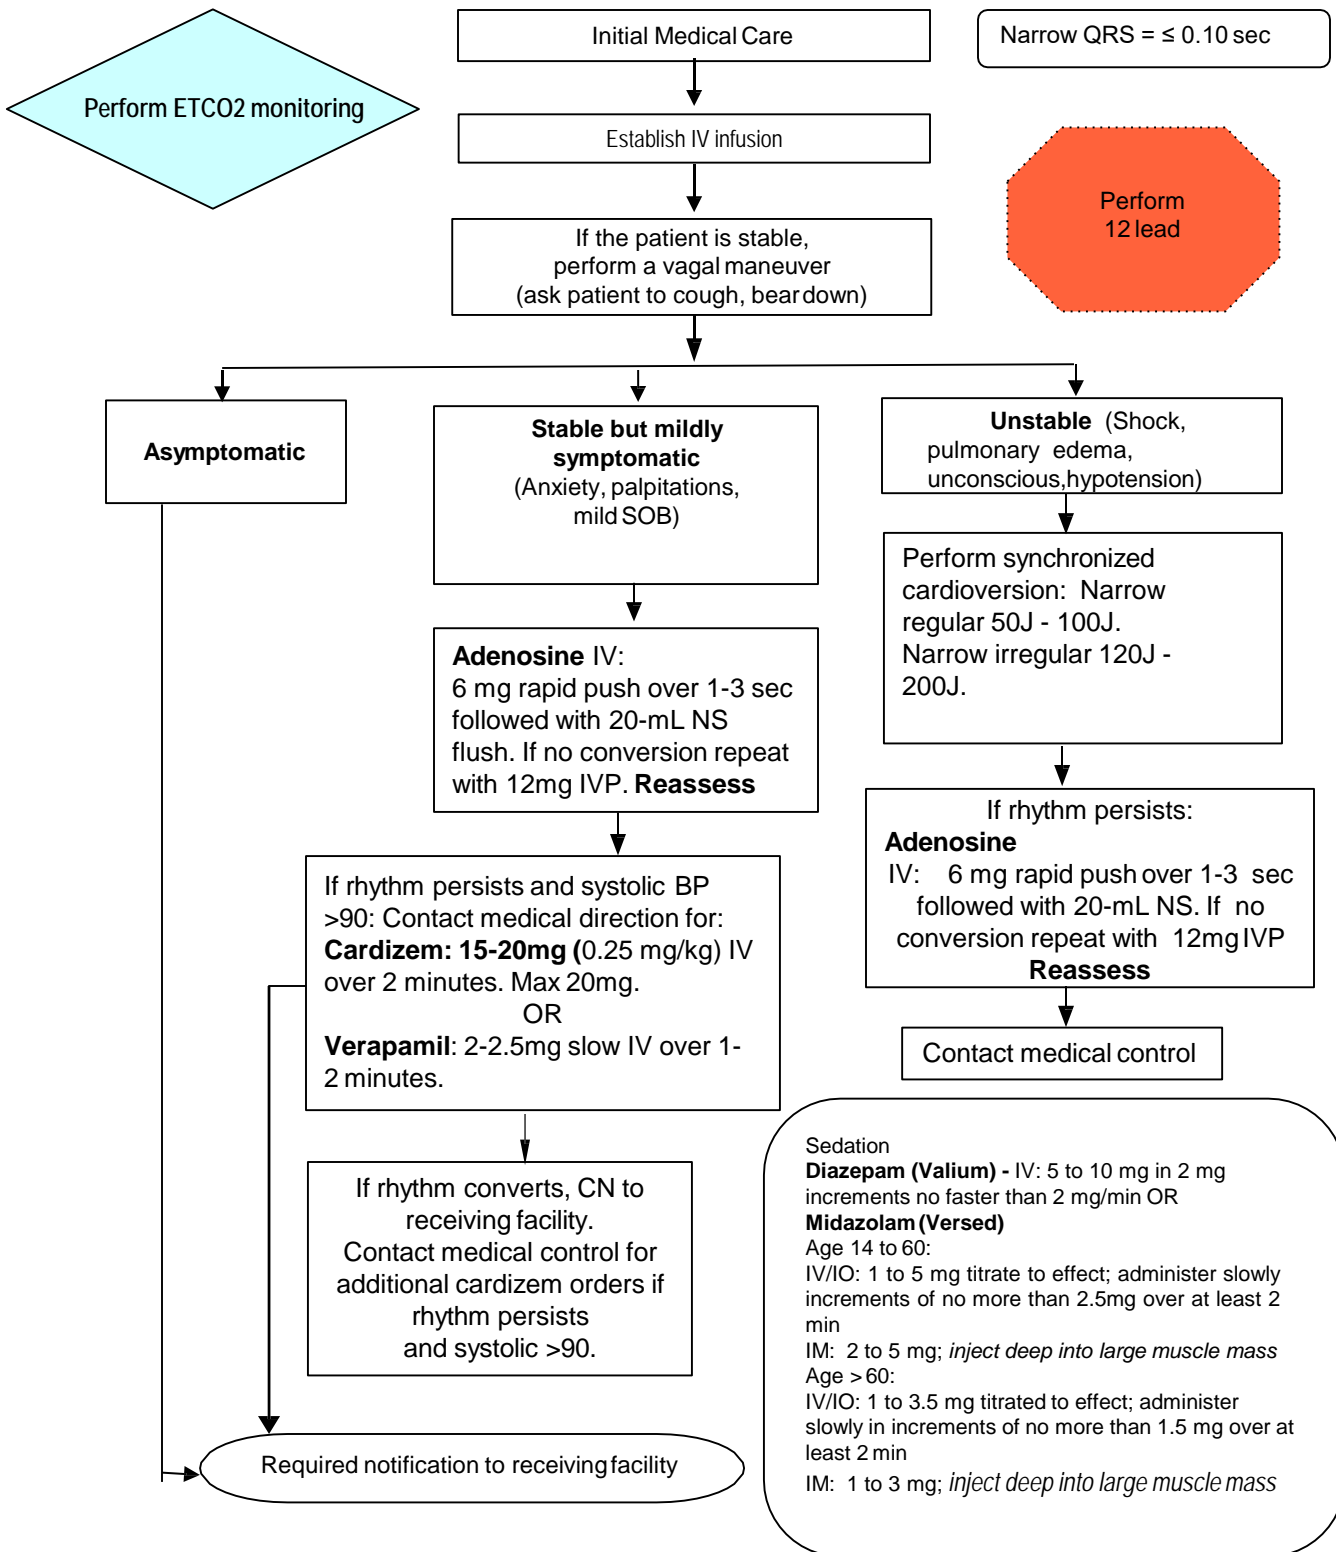 Perform ETCO2 monitoring
Initial Medical Care
Narrow QRS = ≤ 0.10 sec
Establish IV infusion
Perform
12 lead
If the patient is stable,
perform a vagal maneuver
(ask patient to cough, bear down)
Asymptomatic
Stable but mildly
symptomatic
(Anxiety, palpitations,
mild SOB)
Unstable (Shock,
pulmonary edema,
unconscious,hypotension)
Adenosine IV:
6 mg rapid push over 1-3 sec
followed with 20-mL NS
flush. If no conversion repeat
with 12mg IVP. Reassess
Perform synchronized
cardioversion: Narrow
regular 50J - 100J.
Narrow irregular 120J -
200J.
If rhythm persists and systolic BP
>90: Contact medical direction for:
Cardizem: 15-20mg (0.25 mg/kg) IV
over 2 minutes. Max 20mg.
OR
Verapamil: 2-2.5mg slow IV over 1-
2 minutes.
If rhythm persists:
Adenosine
IV: 6 mg rapid push over 1-3 sec
followed with 20-mL NS. If no
conversion repeat with 12mg IVP
Reassess
Contact medical control
If rhythm converts, CN to
receiving facility.
Contact medical control for
additional cardizem orders if
rhythm persists
and systolic >90.
Sedation
Diazepam (Valium) - IV: 5 to 10 mg in 2 mg
increments no faster than 2 mg/min OR
Midazolam (Versed)
Age 14 to 60:
IV/IO: 1 to 5 mg titrate to effect; administer slowly
increments of no more than 2.5mg over at least 2
min
IM: 2 to 5 mg; inject deep into large muscle mass
Age > 60:
IV/IO: 1 to 3.5 mg titrated to effect; administer
slowly in increments of no more than 1.5 mg over at
least 2 min
IM: 1 to 3 mg; inject deep into large muscle mass
Required notification to receiving facility